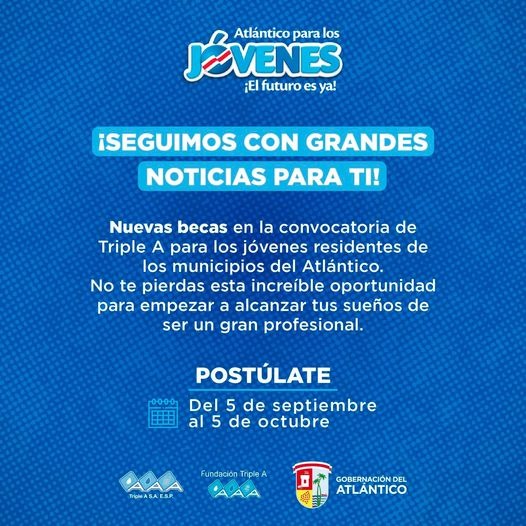 Atlántico para los
JÓVENES
¡El futuro es ya!
¡SEGUIMOS CON GRANDES
NOTICIAS PARA TI!
Nuevas becas en la convocatoria de
Triple A para los jóvenes residentes de
los municipios del Atlántico.
No te pierdas esta increíble oportunidad
para empezar a alcanzar tus sueños de
ser un gran profesional.
POSTÚLATE
Del 5 de septiembre
al 5 de octubre
Triple A S.A. E.S.P.
Fundación Triple A
GOBERNACIÓN DEL
ATLÁNTICO